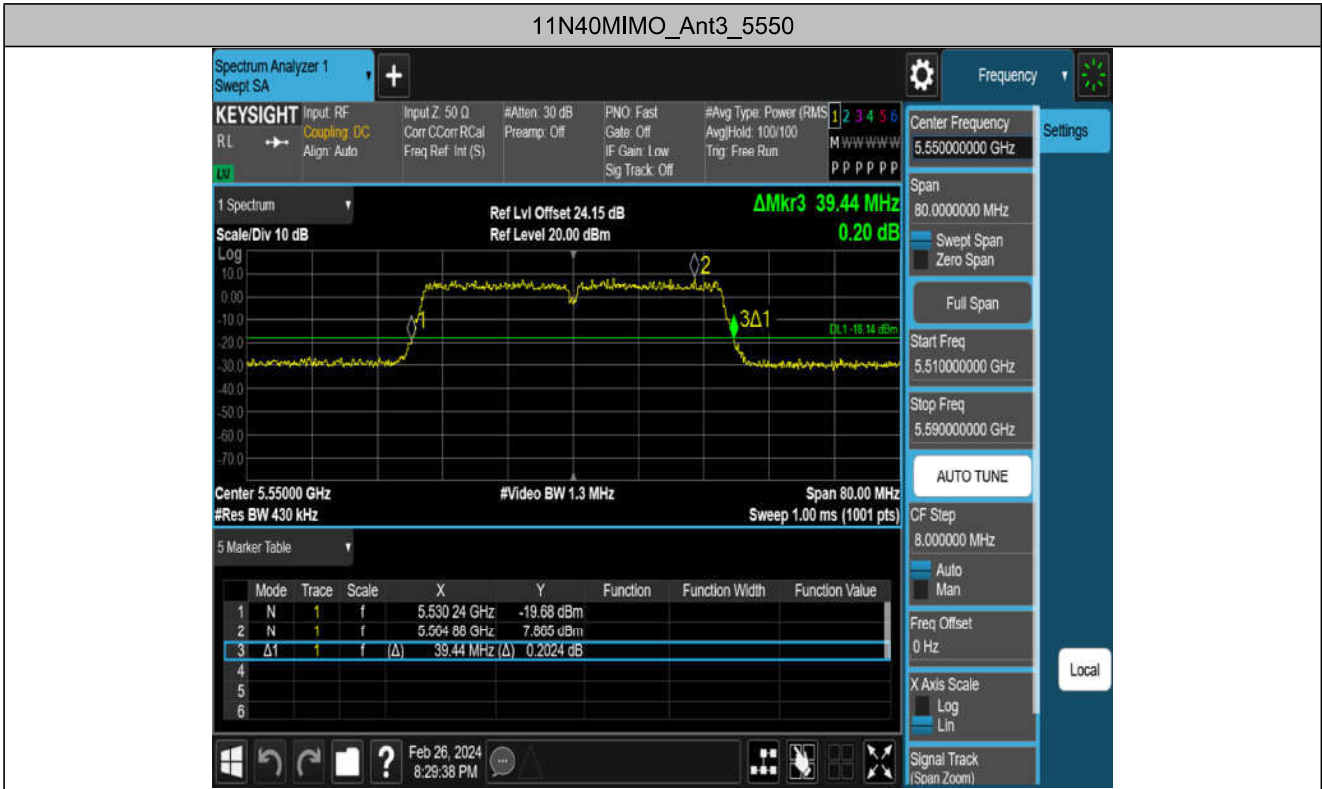 11N40MIMO_Ant3_5550
Spectrum Analyzer 1
Swept SA
+
Frequency
KEYSIGHT
RL
LXI
Input: RF
Coupling: DC
Align: Auto
Input Z: 50 Ω
Corr CCorr RCal
Freq Ref: Int (S)
#Atten: 30 dB
Preamp: Off
PNO: Fast
Gate: Off
IF Gain: Low
Sig Track: Off
#Avg Type: Power (RMS
Avg|Hold: 100/100
Trig: Free Run
1 2 3 4 5 6
M W W W W W
P P P P P P
Center Frequency
5.550000000 GHz
Settings
Span
80.0000000 MHz
Swept Span
Zero Span
Full Span
Start Freq
5.510000000 GHz
Stop Freq
5.590000000 GHz
AUTO TUNE
CF Step
8.000000 MHz
Auto
Man
Freq Offset
0 Hz
X Axis Scale
Log
Lin
Signal Track
(Span Zoom)
Local
1 Spectrum
Scale/Div 10 dB
Ref Lvl Offset 24.15 dB
Ref Level 20.00 dBm
ΔMkr3 39.44 MHz
0.20 dB
Log
10.0
0.00
-10.0
-20.0
-30.0
-40.0
-50.0
-60.0
-70.0
1
2
3Δ1
DL1 -18.14 dBm
Center 5.55000 GHz
#Video BW 1.3 MHz
Span 80.00 MHz
#Res BW 430 kHz
Sweep 1.00 ms (1001 pts)
5 Marker Table
Mode Trace Scale X Y Function Function Width Function Value
1 N 1 f 5.530 24 GHz -19.68 dBm
2 N 1 f 5.564 88 GHz 7.865 dBm
3 Δ1 1 f (Δ) 39.44 MHz (Δ) 0.2024 dB
4
5
6
?
Feb 26, 2024
8:29:38 PM